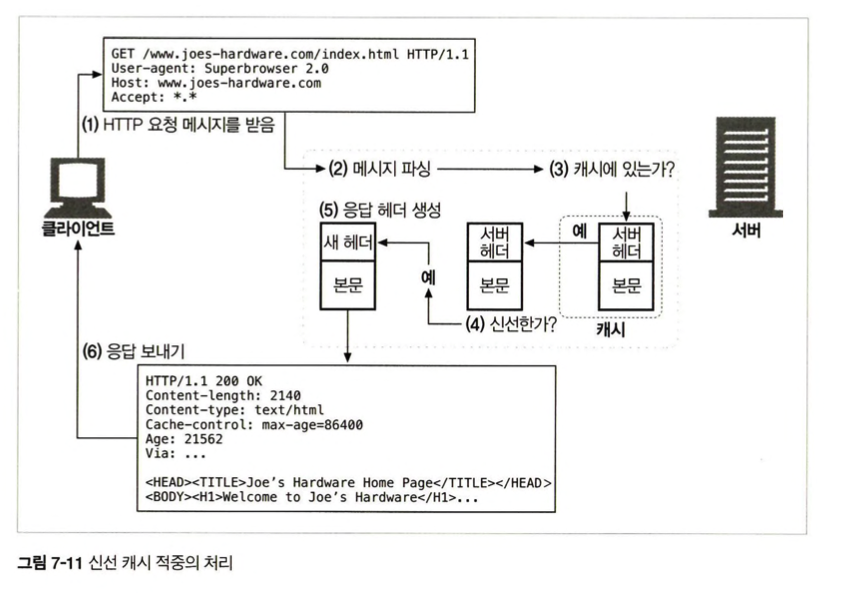 GET /www.joes-hardware.com/index.html HTTP/1.1
User-agent: Superbrowser 2.0
Host: www.joes-hardware.com
Accept: *.*
(1) HTTP 요청 메시지를 받음
(2) 메시지 파싱
(3) 캐시에 있는가?
클라이언트
서버
(5) 응답 헤더 생성
새 헤더
본문
예
서버
헤더
본문
예
서버
헤더
본문
(4) 신선한가?
캐시
(6) 응답 보내기
HTTP/1.1 200 OK
Content-length: 2140
Content-type: text/html
Cache-control: max-age=86400
Age: 21562
Via: ...
<HEAD><TITLE>Joe's Hardware Home Page</TITLE></HEAD>
<BODY><H1>Welcome to Joe's Hardware</H1>...
그림 7-11 신선 캐시 적중의 처리